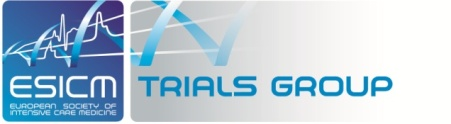 ESICM
EUROPEAN SOCIETY OF
INTENSIVE CARE MEDICINE
TRIALS GROUP